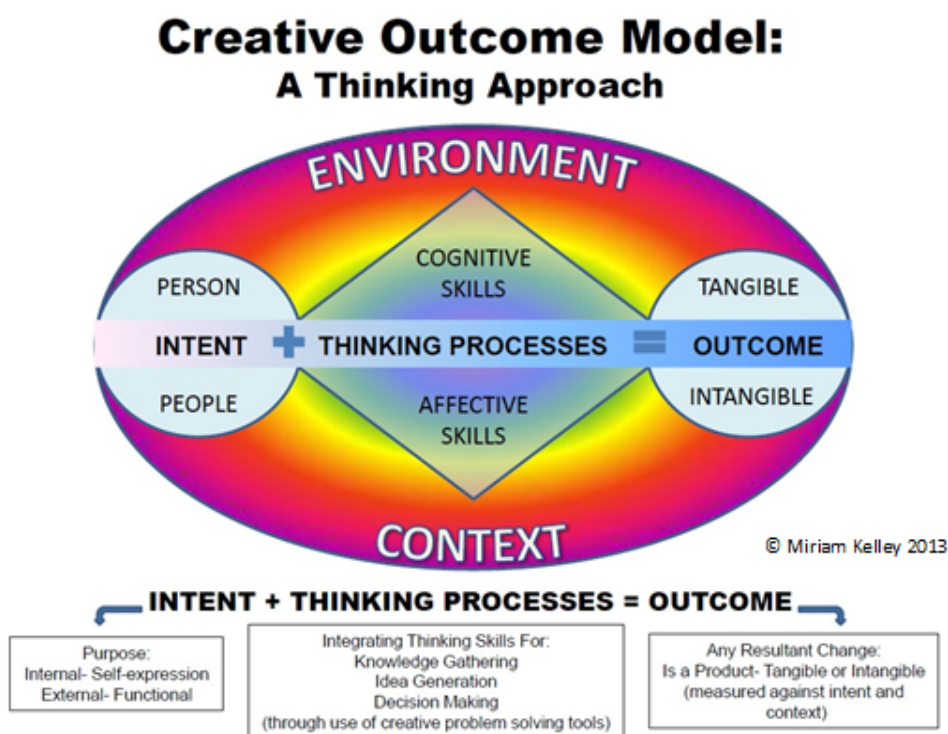 Creative Outcome Model:
A Thinking Approach
ENVIRONMENT
COGNITIVE
SKILLS
PERSON
TANGIBLE
INTENT + THINKING PROCESSES = OUTCOME
PEOPLE
INTANGIBLE
AFFECTIVE
SKILLS
CONTEXT
© Miriam Kelley 2013
INTENT + THINKING PROCESSES = OUTCOME
Purpose:
Internal- Self-expression
External- Functional
Integrating Thinking Skills For:
Knowledge Gathering
Idea Generation
Decision Making
(through use of creative problem solving tools)
Any Resultant Change:
Is a Product- Tangible or Intangible
(measured against intent and
context)